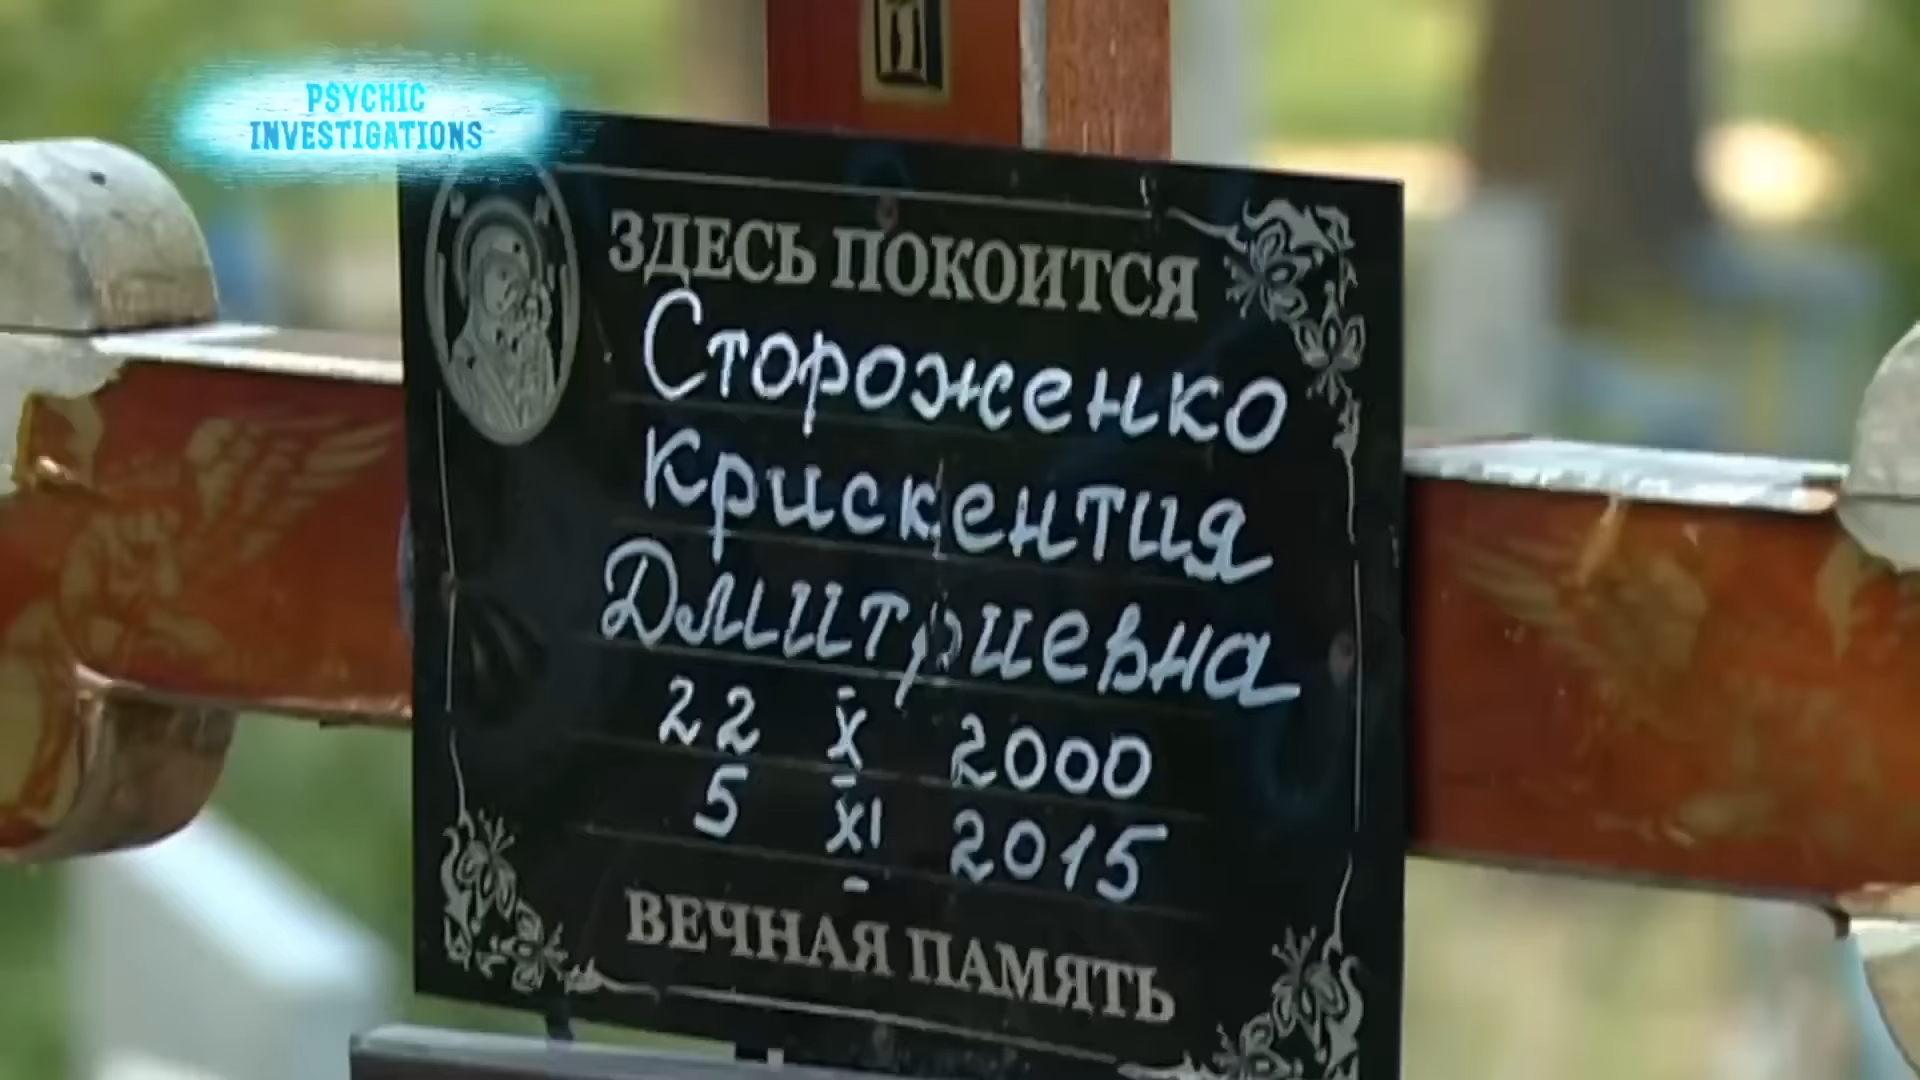 PSYCHIC
INVESTIGATIONS
ЗДЕСЬ ПОКОИТСЯ
Стороженко
Крискентия
Дмитриевна
22 X 2000
5 XI 2015
ВЕЧНАЯ ПАМЯТЬ